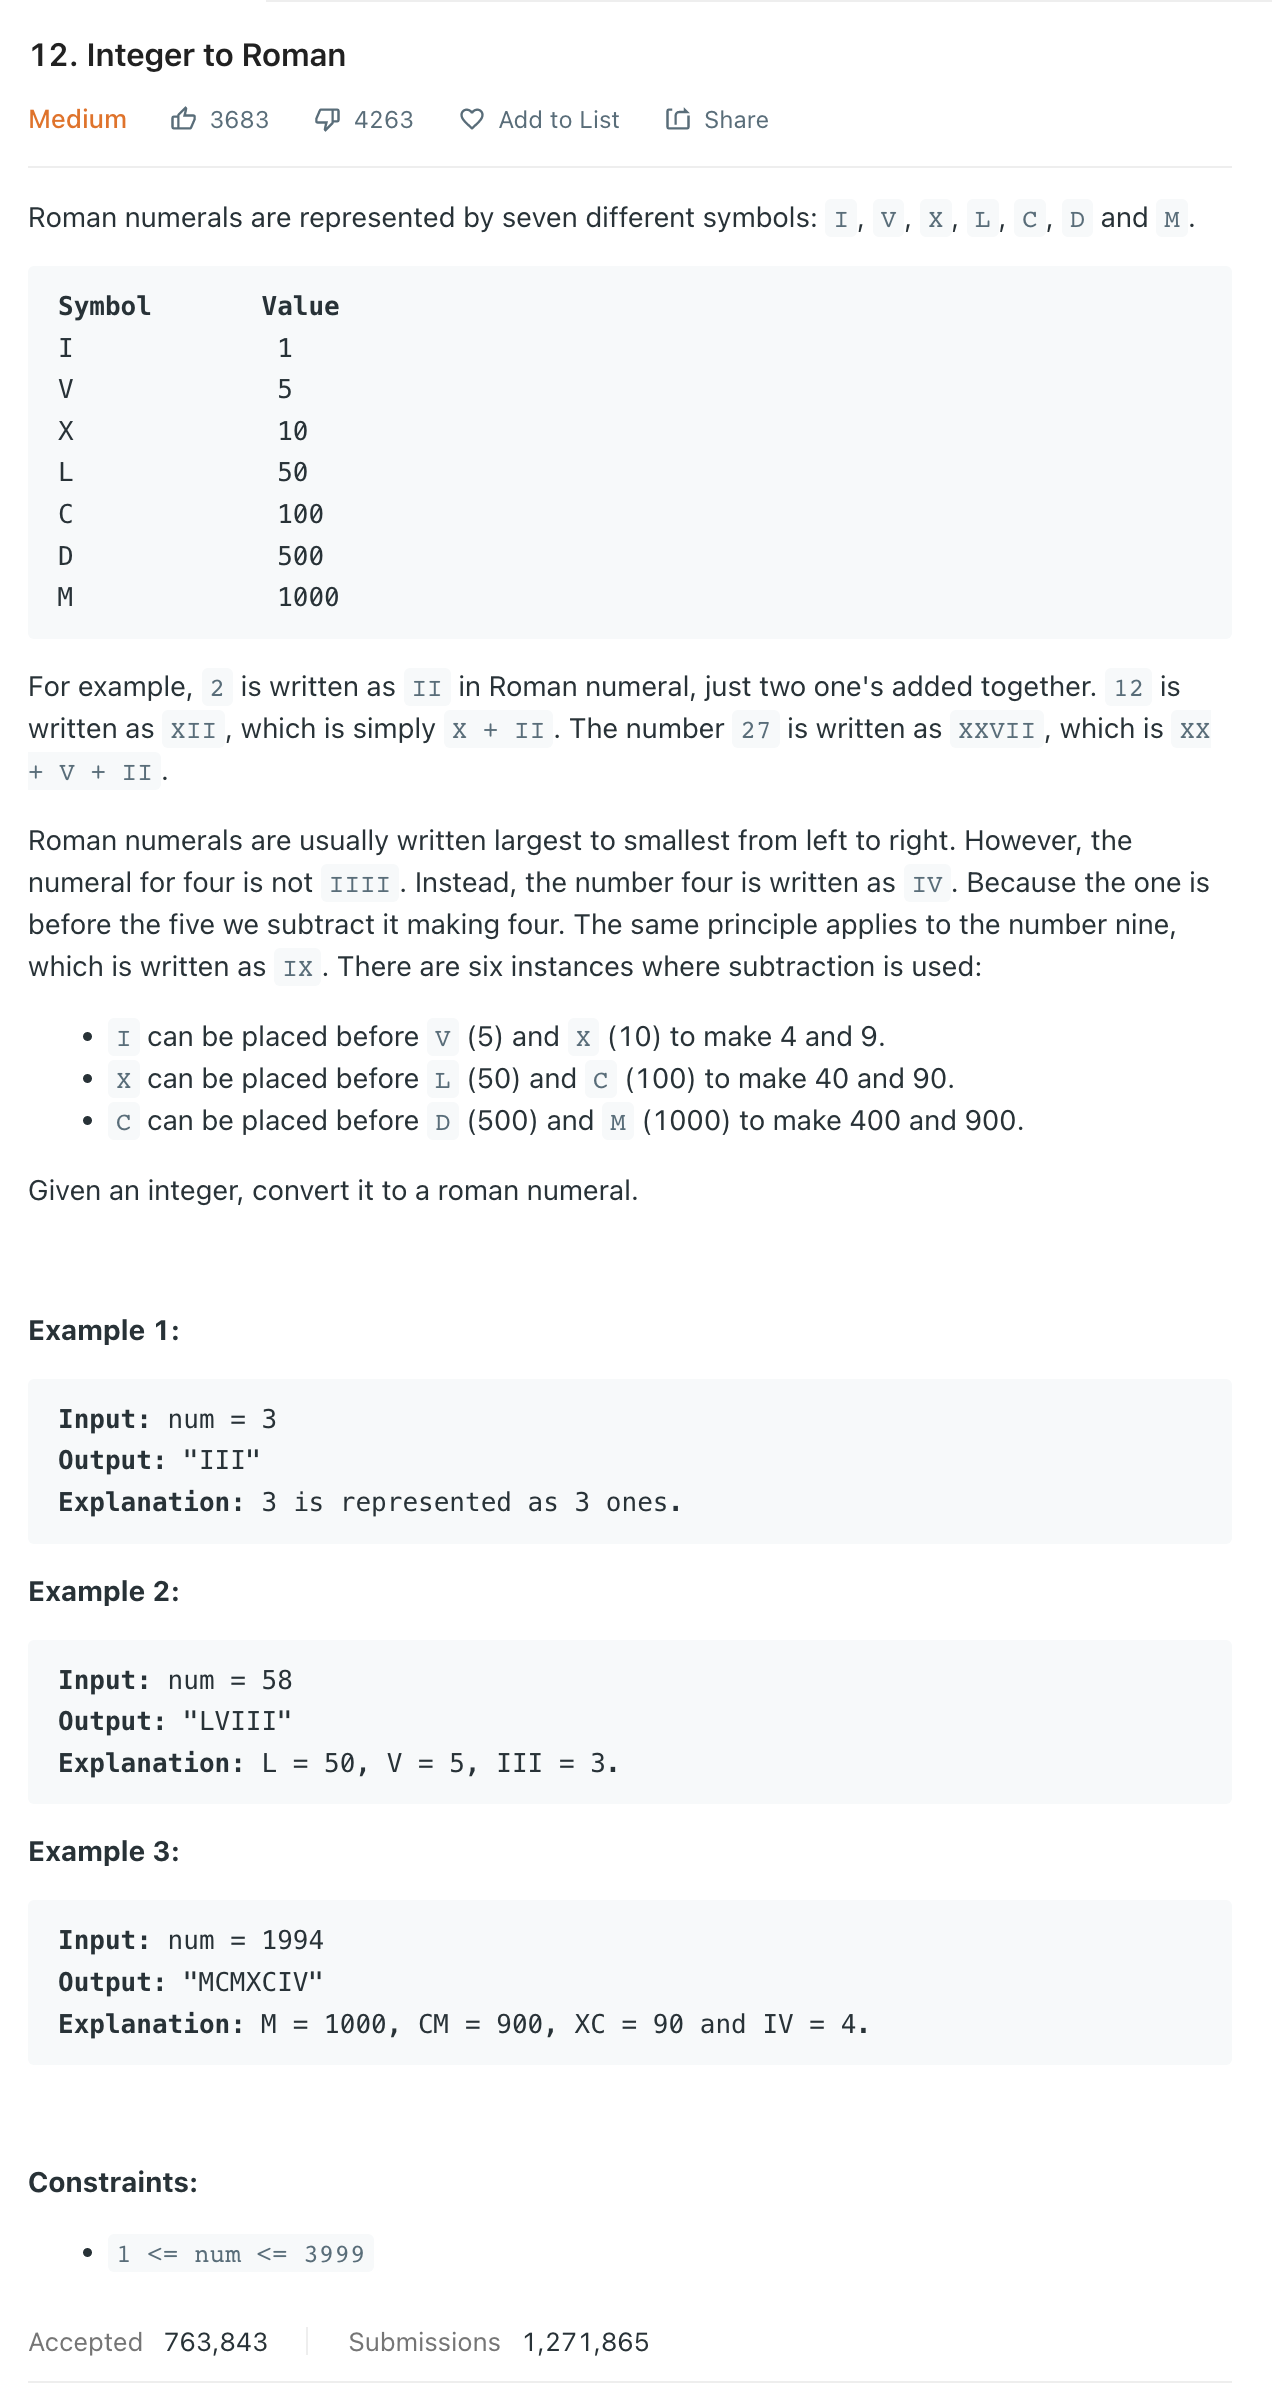 12. Integer to Roman
Medium 3683 4263 Add to List Share
Roman numerals are represented by seven different symbols: I, V, X, L, C, D and M.
Symbol Value
I 1
V 5
X 10
L 50
C 100
D 500
M 1000
For example, 2 is written as II in Roman numeral, just two one's added together. 12 is
written as XII, which is simply X + II. The number 27 is written as XXVII, which is XX
+ V + II.
Roman numerals are usually written largest to smallest from left to right. However, the
numeral for four is not IIII. Instead, the number four is written as IV. Because the one is
before the five we subtract it making four. The same principle applies to the number nine,
which is written as IX. There are six instances where subtraction is used:
• I can be placed before V (5) and X (10) to make 4 and 9.
• X can be placed before L (50) and C (100) to make 40 and 90.
• C can be placed before D (500) and M (1000) to make 400 and 900.
Given an integer, convert it to a roman numeral.
Example 1:
Input: num = 3
Output: "III"
Explanation: 3 is represented as 3 ones.
Example 2:
Input: num = 58
Output: "LVIII"
Explanation: L = 50, V = 5, III = 3.
Example 3:
Input: num = 1994
Output: "MCMXCIV"
Explanation: M = 1000, CM = 900, XC = 90 and IV = 4.
Constraints:
• 1 <= num <= 3999
Accepted 763,843 Submissions 1,271,865